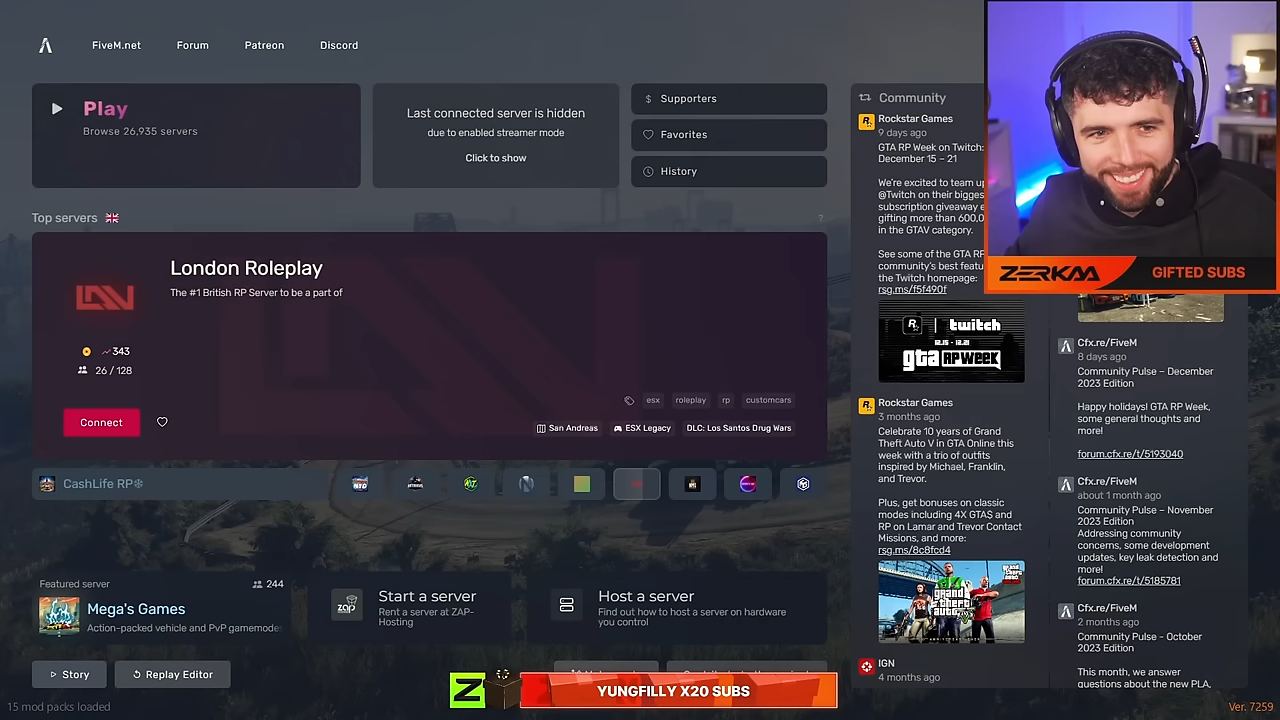 FiveM.net
Forum
Patreon
Discord
Play
Browse 26,935 servers
Last connected server is hidden
due to enabled streamer mode
Click to show
$ Supporters
Favorites
History
Top servers
?
London Roleplay
The #1 British RP Server to be a part of
343
26 / 128
Connect
esx
roleplay
rp
customcars
San Andreas
ESX Legacy
DLC: Los Santos Drug Wars
CashLife RP❄
Featured server
244
Mega's Games
Action-packed vehicle and PvP gamemode
ZAP
Start a server
Rent a server at ZAP-
Hosting
Host a server
Find out how to host a server on hardware
you control
Story
Replay Editor
15 mod packs loaded
Community
Rockstar Games
9 days ago
GTA RP Week on Twitch:
December 15 – 21
We're excited to team up
@Twitch on their biggest
subscription giveaway
gifting more than 600,0
in the GTAV category.
See some of the GTA RP
community's best
the Twitch homepage:
rsg.ms/f5f490f
R
twitch
12.15 - 12.21
gta RP WEEK
Rockstar Games
3 months ago
Celebrate 10 years of Grand
Theft Auto V in GTA Online this
week with a trio of outfits
inspired by Michael, Franklin,
and Trevor.
Plus, get bonuses on classic
modes including 4X GTA$ and
RP on Lamar and Trevor Contact
Missions, and more:
rsg.ms/8c8fcd4
grand
theft
auto
IGN
4 months ago
Cfx.re/FiveM
8 days ago
Community Pulse – December
2023 Edition
Happy holidays! GTA RP Week,
some general thoughts and
more!
forum.cfx.re/t/5193040
Cfx.re/FiveM
about 1 month ago
Community Pulse – November
2023 Edition
Addressing community
concerns, some development
updates, key leak detection and
more!
forum.cfx.re/t/5185781
Cfx.re/FiveM
2 months ago
Community Pulse - October
2023 Edition
This month, we answer
questions about the new PLA,
Ver. 7259
ZERKAA
GIFTED SUBS
Z
YUNGFILLY X20 SUBS